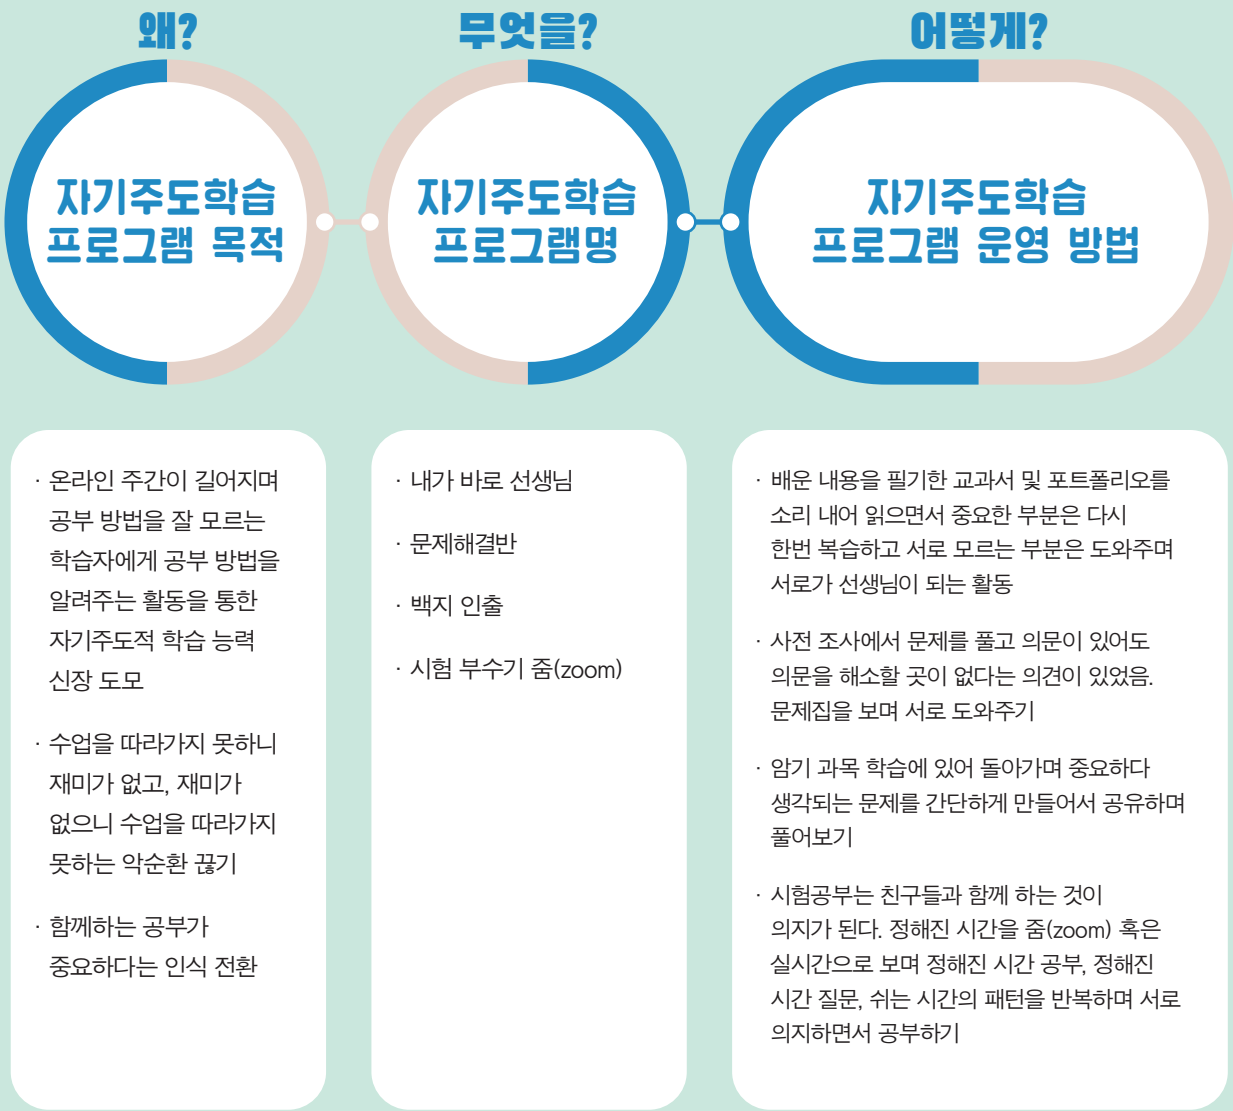 왜?
자기주도학습
프로그램 목적
· 온라인 주간이 길어지며
공부 방법을 잘 모르는
학습자에게 공부 방법을
알려주는 활동을 통한
자기주도적 학습 능력
신장 도모
· 수업을 따라가지 못하니
재미가 없고, 재미가
없으니 수업을 따라가지
못하는 악순환 끊기
· 함께하는 공부가
중요하다는 인식 전환
무엇을?
자기주도학습
프로그램명
· 내가 바로 선생님
· 문제해결반
· 백지 인출
· 시험 부수기 줌(zoom)
어떻게?
자기주도학습
프로그램 운영 방법
· 배운 내용을 필기한 교과서 및 포트폴리오를
소리 내어 읽으면서 중요한 부분은 다시
한번 복습하고 서로 모르는 부분은 도와주며
서로가 선생님이 되는 활동
· 사전 조사에서 문제를 풀고 의문이 있어도
의문을 해소할 곳이 없다는 의견이 있었음.
문제집을 보며 서로 도와주기
· 암기 과목 학습에 있어 돌아가며 중요하다
생각되는 문제를 간단하게 만들어서 공유하며
풀어보기
· 시험공부는 친구들과 함께 하는 것이
의지가 된다. 정해진 시간을 줌(zoom) 혹은
실시간으로 보며 정해진 시간 공부, 정해진
시간 질문, 쉬는 시간의 패턴을 반복하며 서로
의지하면서 공부하기